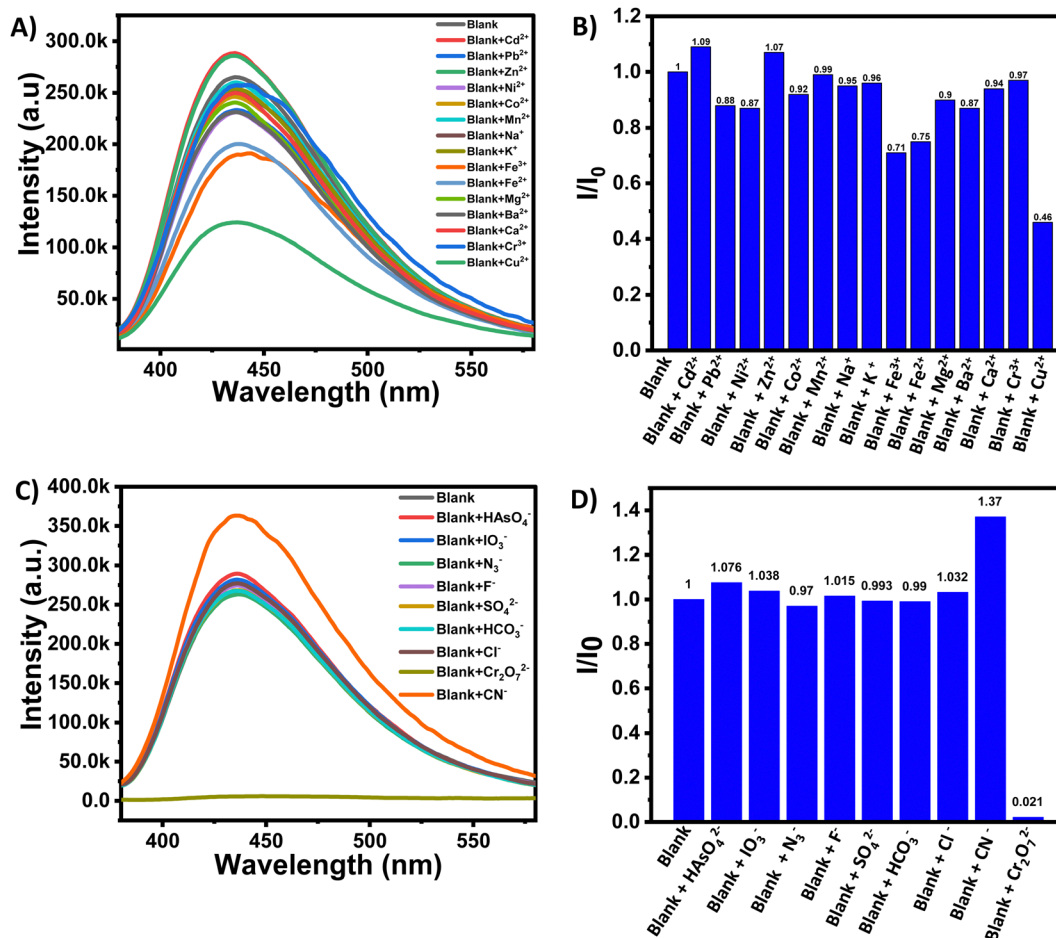 A)
Intensity (a.u)
300.0k
250.0k
200.0k
150.0k
100.0k
50.0k
400
450
500
550
Wavelength (nm)
Blank
Blank+Cd²⁺
Blank+Pb²⁺
Blank+Zn²⁺
Blank+Ni²⁺
Blank+Co²⁺
Blank+Mn²⁺
Blank+Na⁺
Blank+K⁺
Blank+Fe³⁺
Blank+Fe²⁺
Blank+Mg²⁺
Blank+Ba²⁺
Blank+Ca²⁺
Blank+Cr³⁺
Blank+Cu²⁺
B)
I/I₀
1.2
1.0
0.8
0.6
0.4
0.2
0.0
1
1.09
0.88
0.87
1.07
0.92
0.99
0.95
0.96
0.71
0.75
0.9
0.87
0.94
0.97
0.46
Blank
Blank + Cd²⁺
Blank + Pb²⁺
Blank + Ni²⁺
Blank + Zn²⁺
Blank + Co²⁺
Blank + Mn²⁺
Blank + Na⁺
Blank + K⁺
Blank + Fe³⁺
Blank + Fe²⁺
Blank + Mg²⁺
Blank + Ba²⁺
Blank + Ca²⁺
Blank + Cr³⁺
Blank + Cu²⁺
C)
Intensity (a.u.)
400.0k
350.0k
300.0k
250.0k
200.0k
150.0k
100.0k
50.0k
0.0
400
450
500
550
Wavelength (nm)
Blank
Blank+HAsO₄⁻
Blank+IO₃⁻
Blank+N₃⁻
Blank+F⁻
Blank+SO₄²⁻
Blank+HCO₃⁻
Blank+Cl⁻
Blank+Cr₂O₇²⁻
Blank+CN⁻
D)
I/I0
1.4
1.2
1.0
0.8
0.6
0.4
0.2
0.0
1
1.076
1.038
0.97
1.015
0.993
0.99
1.032
1.37
0.021
Blank
Blank + HAsO₄²⁻
Blank + IO₃⁻
Blank + N₃⁻
Blank + F⁻
Blank + SO₄²⁻
Blank + HCO₃⁻
Blank + Cl⁻
Blank + CN⁻
Blank + Cr₂O₇²⁻